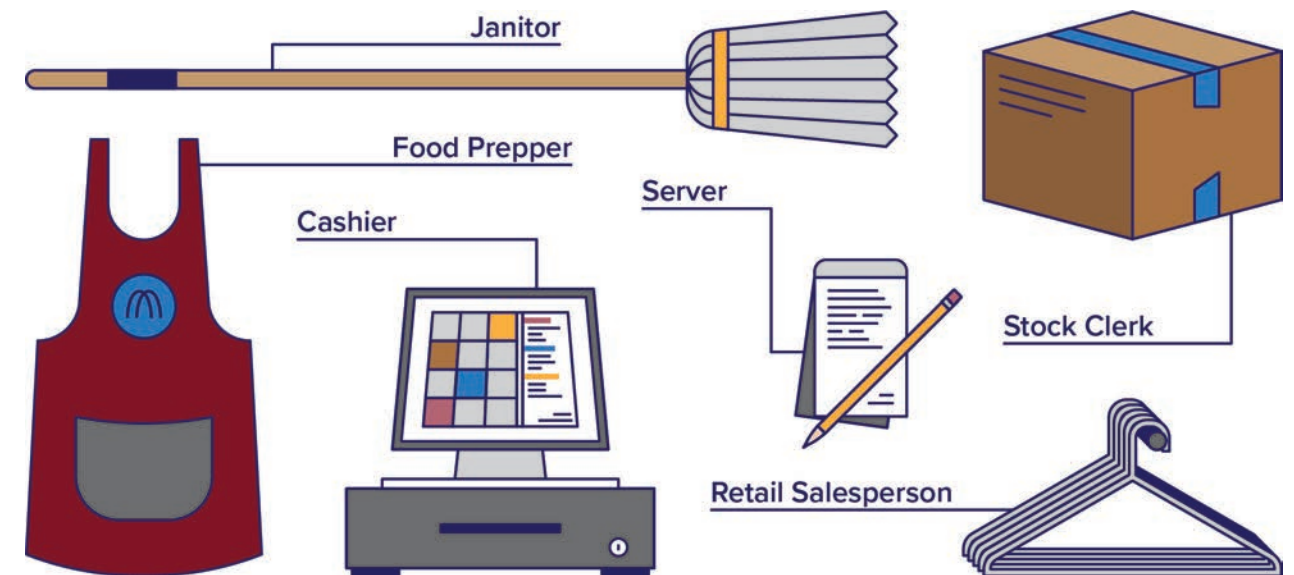 Janitor
Food Prepper
Server
Cashier
Stock Clerk
Retail Salesperson